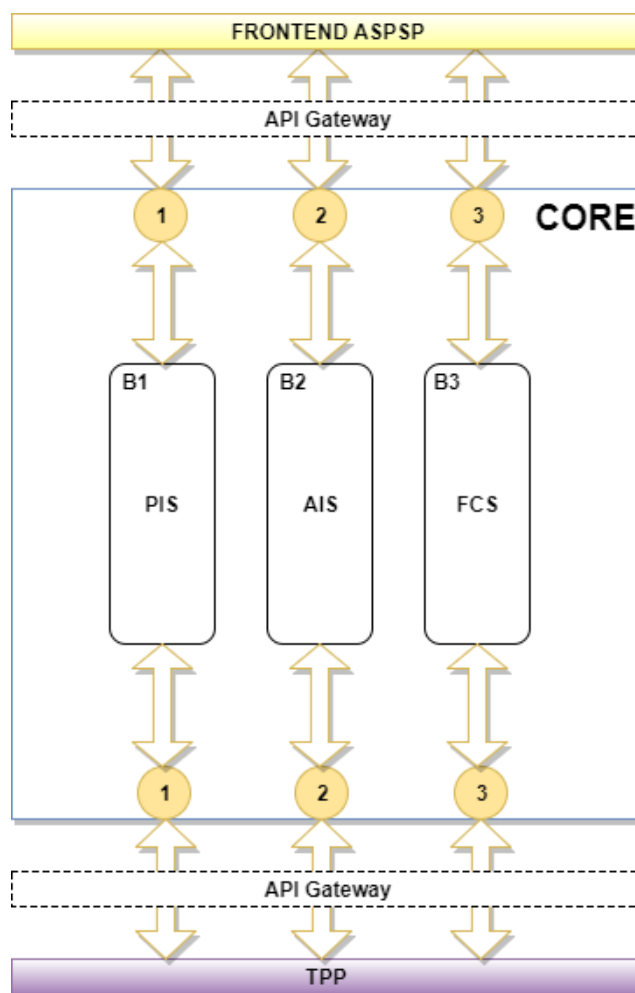 FRONTEND ASPSP
API Gateway
1 2 3 CORE
B1 B2 B3
PIS AIS FCS
1 2 3
API Gateway
TPP